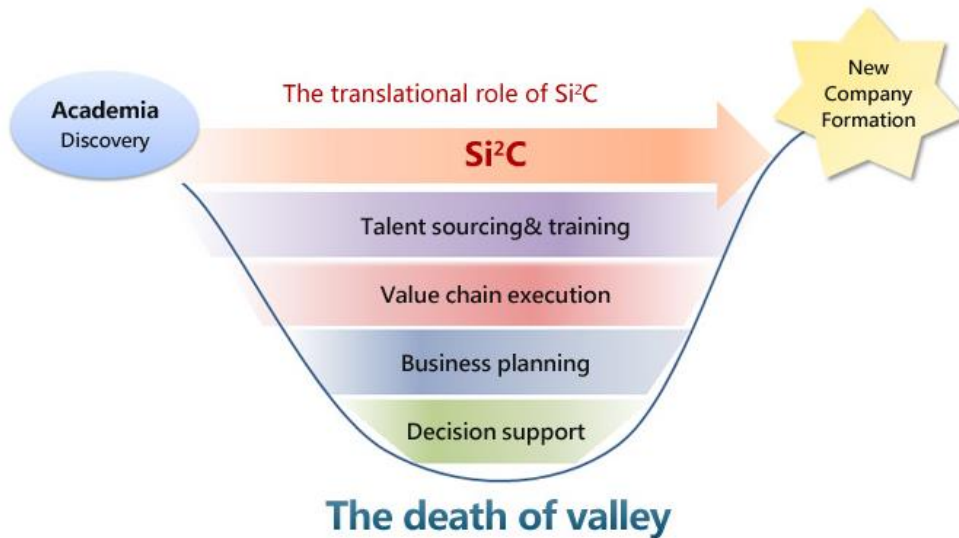 The translational role of Si²C
Academia
Discovery
New
Company
Formation
Si²C
Talent sourcing& training
Value chain execution
Business planning
Decision support
The death of valley